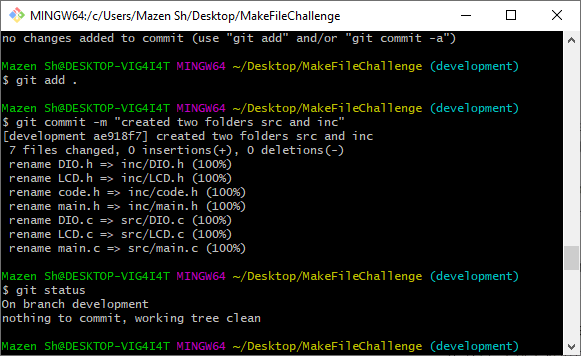 MINGW64:/c/Users/Mazen Sh/Desktop/MakeFileChallenge
no changes added to commit (use "git add" and/or "git commit -a")
Mazen Sh@DESKTOP-VIG4I4T MINGW64 ~/Desktop/MakeFileChallenge (development)
$ git add .
Mazen Sh@DESKTOP-VIG4I4T MINGW64 ~/Desktop/MakeFileChallenge (development)
$ git commit -m "created two folders src and inc"
[development ae918f7] created two folders src and inc
7 files changed, 0 insertions(+), 0 deletions(-)
rename DIO.h => inc/DIO.h (100%)
rename LCD.h => inc/LCD.h (100%)
rename code.h => inc/code.h (100%)
rename main.h => inc/main.h (100%)
rename DIO.c => src/DIO.c (100%)
rename LCD.c => src/LCD.c (100%)
rename main.c => src/main.c (100%)
Mazen Sh@DESKTOP-VIG4I4T MINGW64 ~/Desktop/MakeFileChallenge (development)
$ git status
On branch development
nothing to commit, working tree clean
Mazen Sh@DESKTOP-VIG4I4T MINGW64 ~/Desktop/MakeFileChallenge (development)